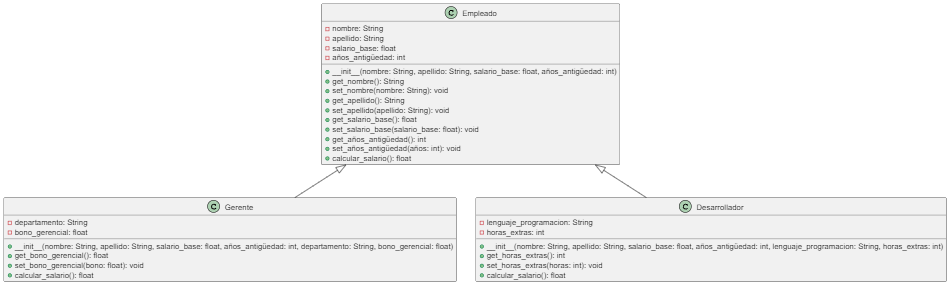 C Empleado
nombre: String
apellido: String
salario_base: float
años_antigüedad: int
__init__(nombre: String, apellido: String, salario_base: float, años_antigüedad: int)
get_nombre(): String
set_nombre(nombre: String): void
get_apellido(): String
set_apellido(apellido: String): void
get_salario_base(): float
set_salario_base(salario_base: float): void
get_años_antigüedad(): int
set_años_antigüedad(años: int): void
calcular_salario(): float
C Gerente
departamento: String
bono_gerencial: float
__init__(nombre: String, apellido: String, salario_base: float, años_antigüedad: int, departamento: String, bono_gerencial: float)
get_bono_gerencial(): float
set_bono_gerencial(bono: float): void
calcular_salario(): float
C Desarrollador
lenguaje_programacion: String
horas_extras: int
__init__(nombre: String, apellido: String, salario_base: float, años_antigüedad: int, lenguaje_programacion: String, horas_extras: int)
get_horas_extras(): int
set_horas_extras(horas: int): void
calcular_salario(): float